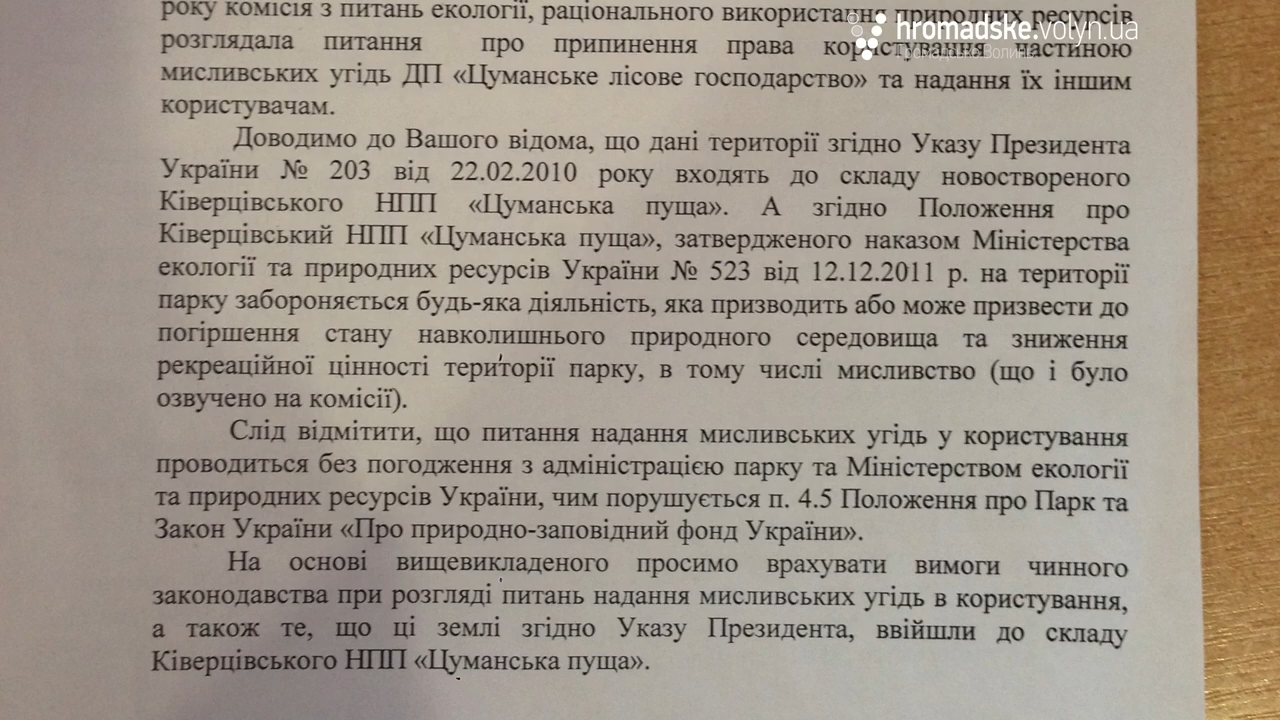 року комісія з питань екології, раціонального використання природних ресурсів
розглядала питання про припинення права користування частиною
мисливських угідь ДП «Цуманське лісове господарство» та надання їх іншим
користувачам.
Доводимо до Вашого відома, що дані території згідно Указу Президента
України № 203 від 22.02.2010 року входять до складу новоствореного
Ківерцівського НПП «Цуманська пуща». А згідно Положення про
Ківерцівський НПП «Цуманська пуща», затвердженого наказом Міністерства
екології та природних ресурсів України № 523 від 12.12.2011 р. на території
парку забороняється будь-яка діяльність, яка призводить або може призвести до
погіршення стану навколишнього природного середовища та зниження
рекреаційної цінності території парку, в тому числі мисливство (що і було
озвучено на комісії).
Слід відмітити, що питання надання мисливських угідь у користування
проводиться без погодження з адміністрацією парку та Міністерством екології
та природних ресурсів України, чим порушується п. 4.5 Положення про Парк та
Закон України «Про природно-заповідний фонд України».
На основі вищевикладеного просимо врахувати вимоги чинного
законодавства при розгляді питань надання мисливських угідь в користування,
а також те, що ці землі згідно Указу Президента, ввійшли до складу
Ківерцівського НПП «Цуманська пуща».
hromadske.volyn.ua
Громадське Волинь